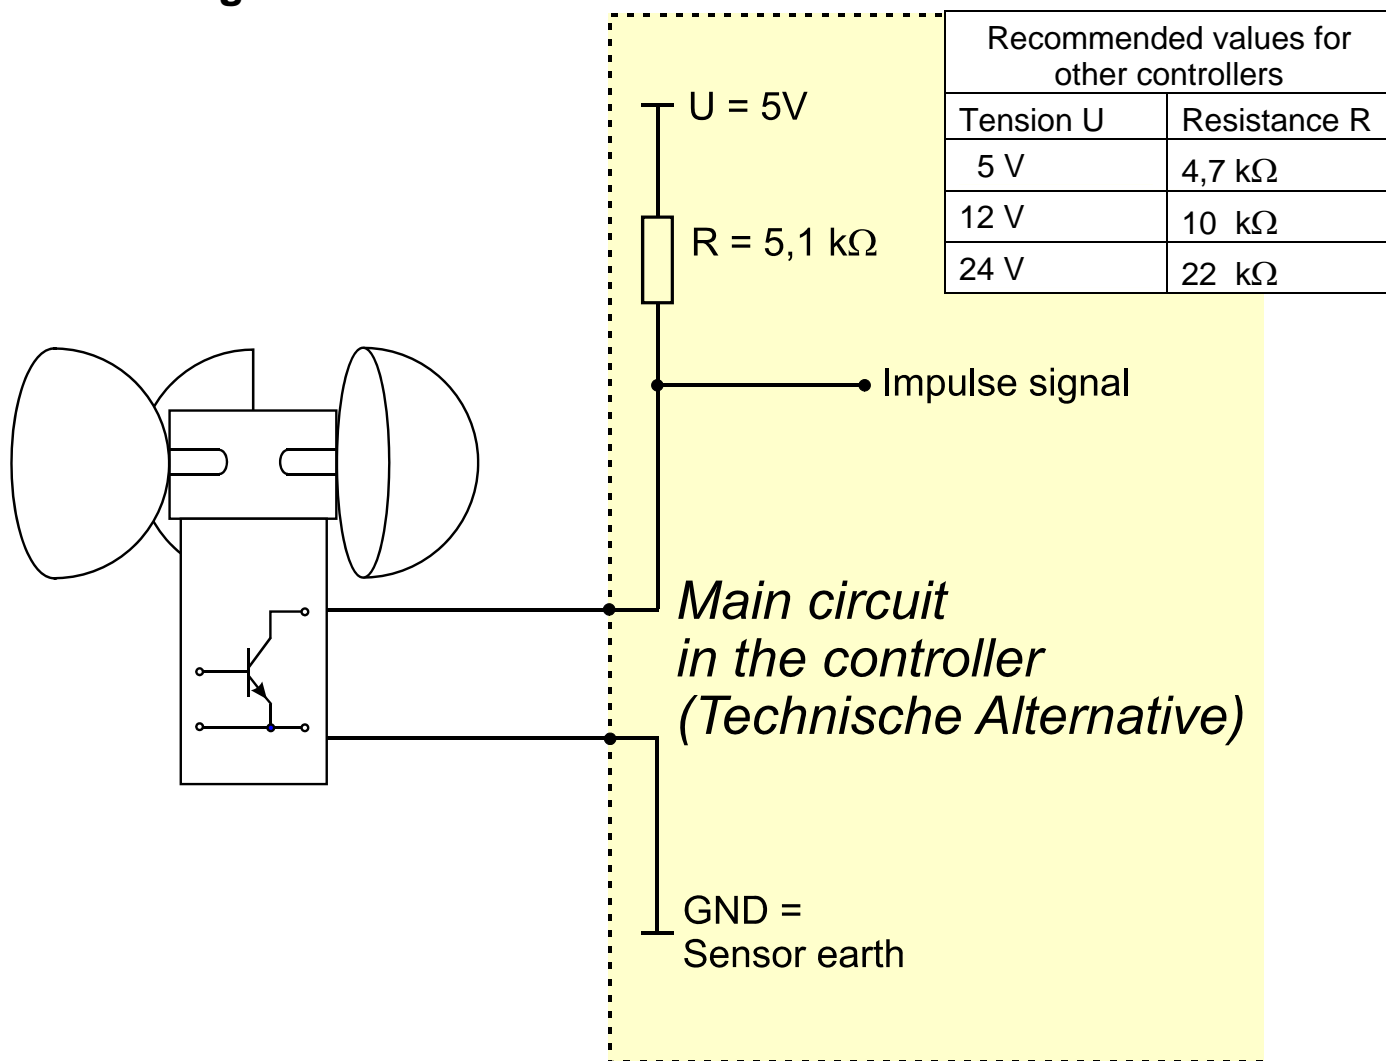 Recommended values for
other controllers
Tension U Resistance R
5 V 4,7 kΩ
12 V 10 kΩ
24 V 22 kΩ
U = 5V
R = 5,1 kΩ
Impulse signal
Main circuit
in the controller
(Technische Alternative)
GND =
Sensor earth